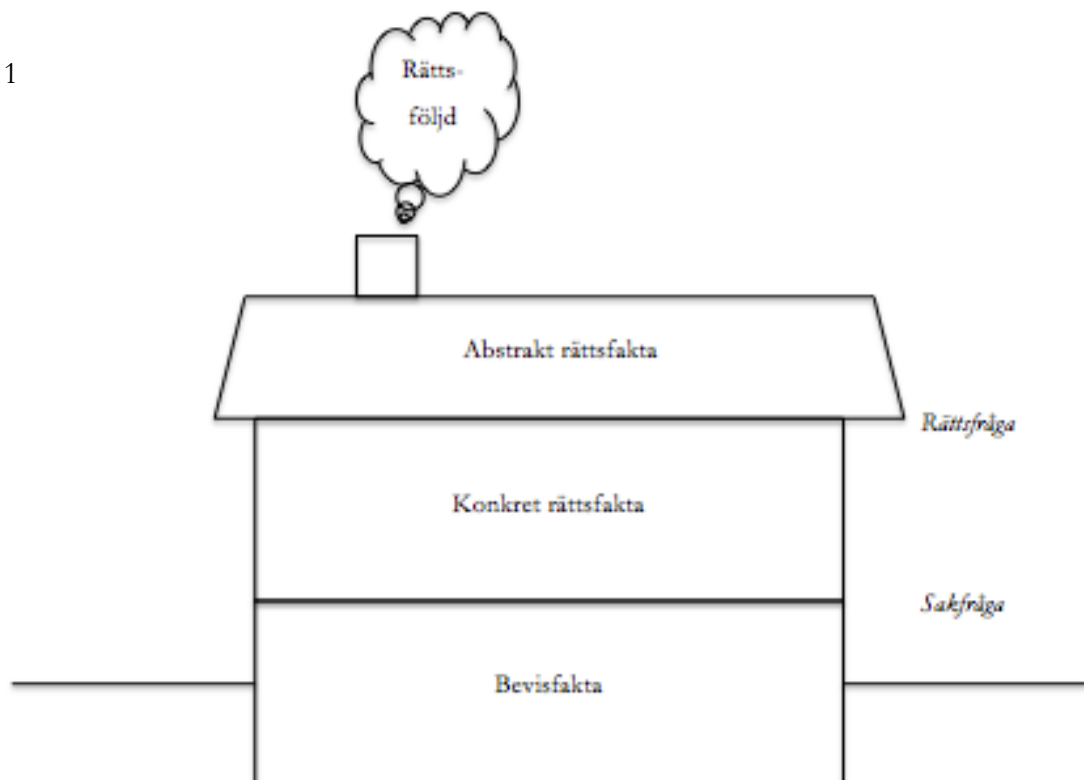 1
Rätts-
följd
Abstrakt rättsfakta
Rättsfråga
Konkret rättsfakta
Sakfråga
Bevisfakta